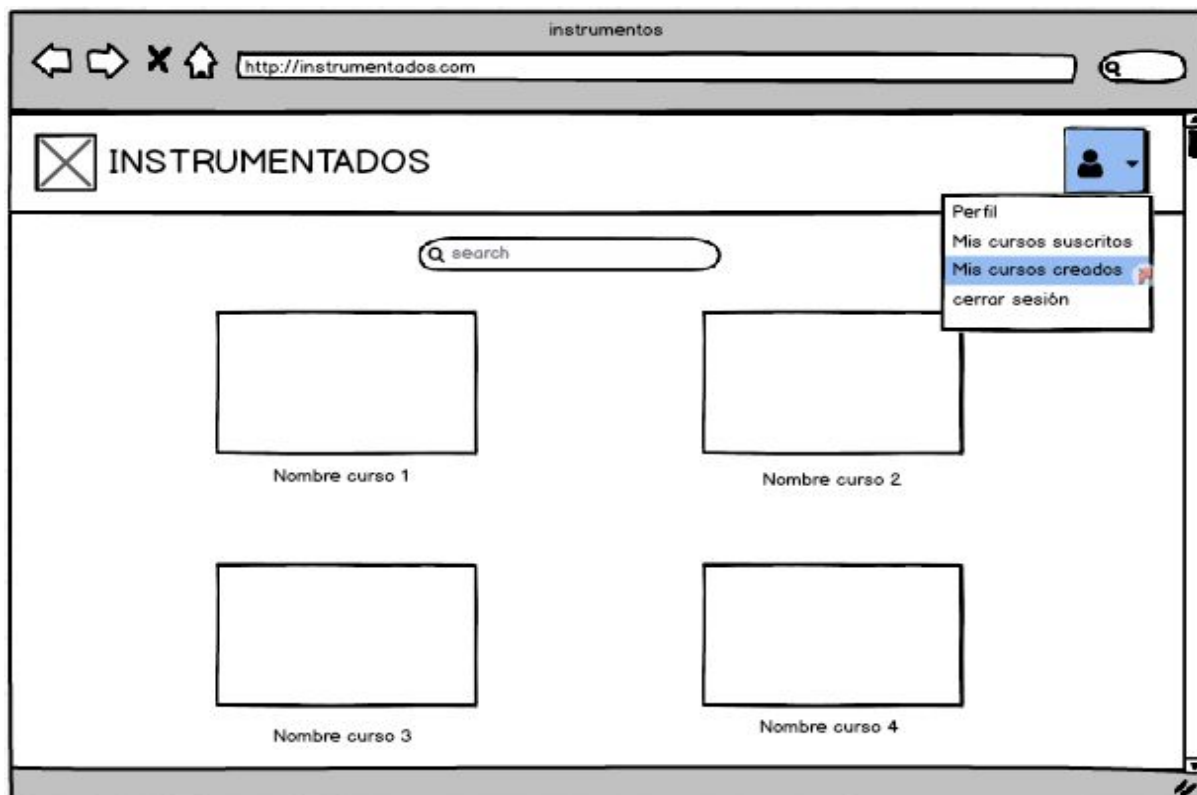 instrumentos
http://instrumentados.com
INSTRUMENTADOS
Perfil
Mis cursos suscritos
Mis cursos creados
cerrar sesión
search
Nombre curso 1
Nombre curso 2
Nombre curso 3
Nombre curso 4